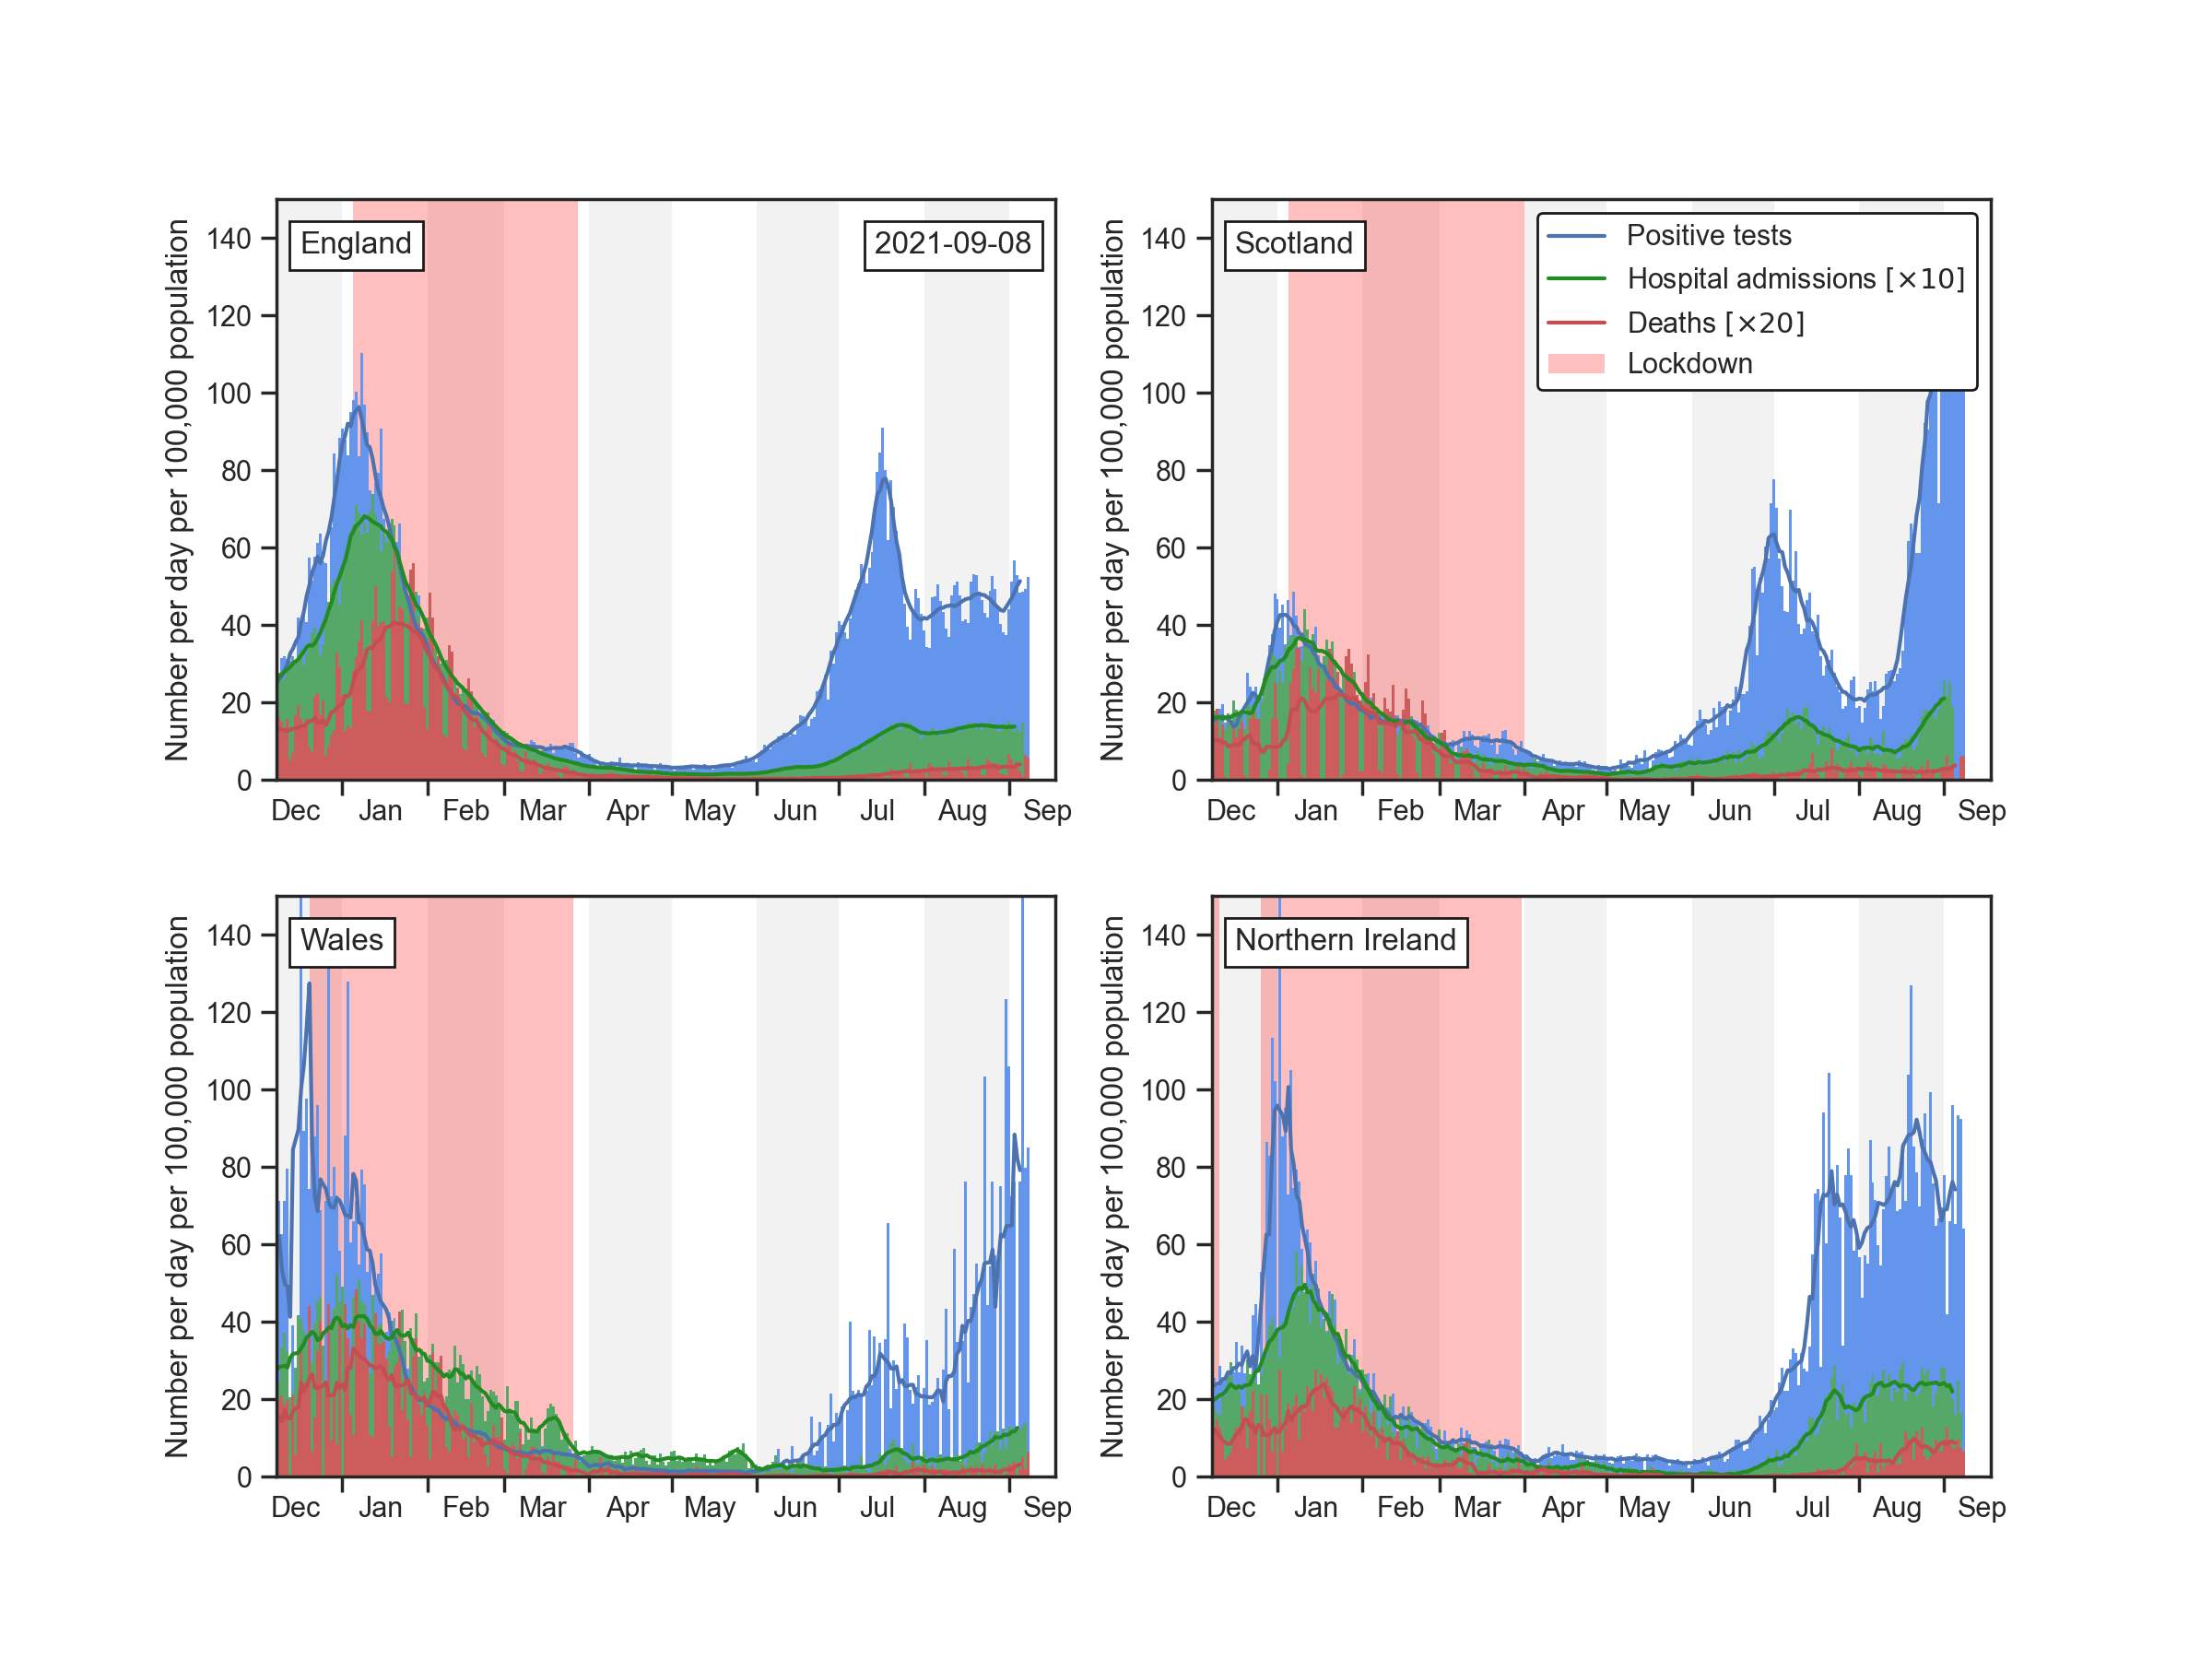 England
2021-09-08
Number per day per 100,000 population
140
120
100
80
60
40
20
0
Dec Jan Feb Mar Apr May Jun Jul Aug Sep
Scotland
Positive tests
Hospital admissions [×10]
Deaths [×20]
Lockdown
Number per day per 100,000 population
140
120
100
80
60
40
20
0
Dec Jan Feb Mar Apr May Jun Jul Aug Sep
Wales
Number per day per 100,000 population
140
120
100
80
60
40
20
0
Dec Jan Feb Mar Apr May Jun Jul Aug Sep
Northern Ireland
Number per day per 100,000 population
140
120
100
80
60
40
20
0
Dec Jan Feb Mar Apr May Jun Jul Aug Sep